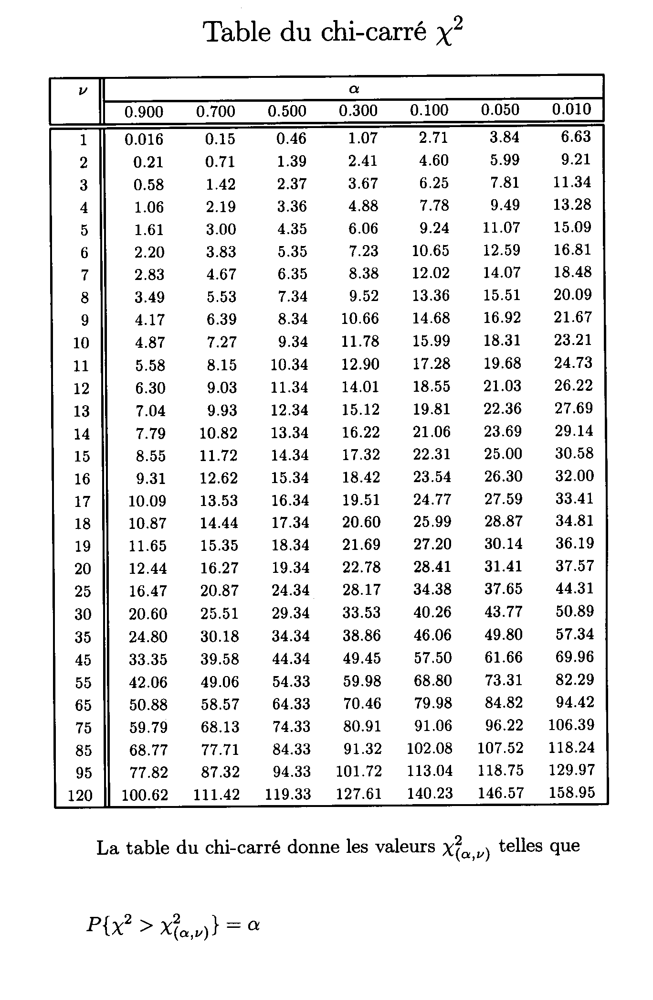 Table du chi-carré χ²
ν α
0.900 0.700 0.500 0.300 0.100 0.050 0.010
1 0.016 0.15 0.46 1.07 2.71 3.84 6.63
2 0.21 0.71 1.39 2.41 4.60 5.99 9.21
3 0.58 1.42 2.37 3.67 6.25 7.81 11.34
4 1.06 2.19 3.36 4.88 7.78 9.49 13.28
5 1.61 3.00 4.35 6.06 9.24 11.07 15.09
6 2.20 3.83 5.35 7.23 10.65 12.59 16.81
7 2.83 4.67 6.35 8.38 12.02 14.07 18.48
8 3.49 5.53 7.34 9.52 13.36 15.51 20.09
9 4.17 6.39 8.34 10.66 14.68 16.92 21.67
10 4.87 7.27 9.34 11.78 15.99 18.31 23.21
11 5.58 8.15 10.34 12.90 17.28 19.68 24.73
12 6.30 9.03 11.34 14.01 18.55 21.03 26.22
13 7.04 9.93 12.34 15.12 19.81 22.36 27.69
14 7.79 10.82 13.34 16.22 21.06 23.69 29.14
15 8.55 11.72 14.34 17.32 22.31 25.00 30.58
16 9.31 12.62 15.34 18.42 23.54 26.30 32.00
17 10.09 13.53 16.34 19.51 24.77 27.59 33.41
18 10.87 14.44 17.34 20.60 25.99 28.87 34.81
19 11.65 15.35 18.34 21.69 27.20 30.14 36.19
20 12.44 16.27 19.34 22.78 28.41 31.41 37.57
25 16.47 20.87 24.34 28.17 34.38 37.65 44.31
30 20.60 25.51 29.34 33.53 40.26 43.77 50.89
35 24.80 30.18 34.34 38.86 46.06 49.80 57.34
45 33.35 39.58 44.34 49.45 57.50 61.66 69.96
55 42.06 49.06 54.33 59.98 68.80 73.31 82.29
65 50.88 58.57 64.33 70.46 79.98 84.82 94.42
75 59.79 68.13 74.33 80.91 91.06 96.22 106.39
85 68.77 77.71 84.33 91.32 102.08 107.52 118.24
95 77.82 87.32 94.33 101.72 113.04 118.75 129.97
120 100.62 111.42 119.33 127.61 140.23 146.57 158.95
La table du chi-carré donne les valeurs χ²(α,ν) telles que
P{χ² > χ²(α,ν)} = α